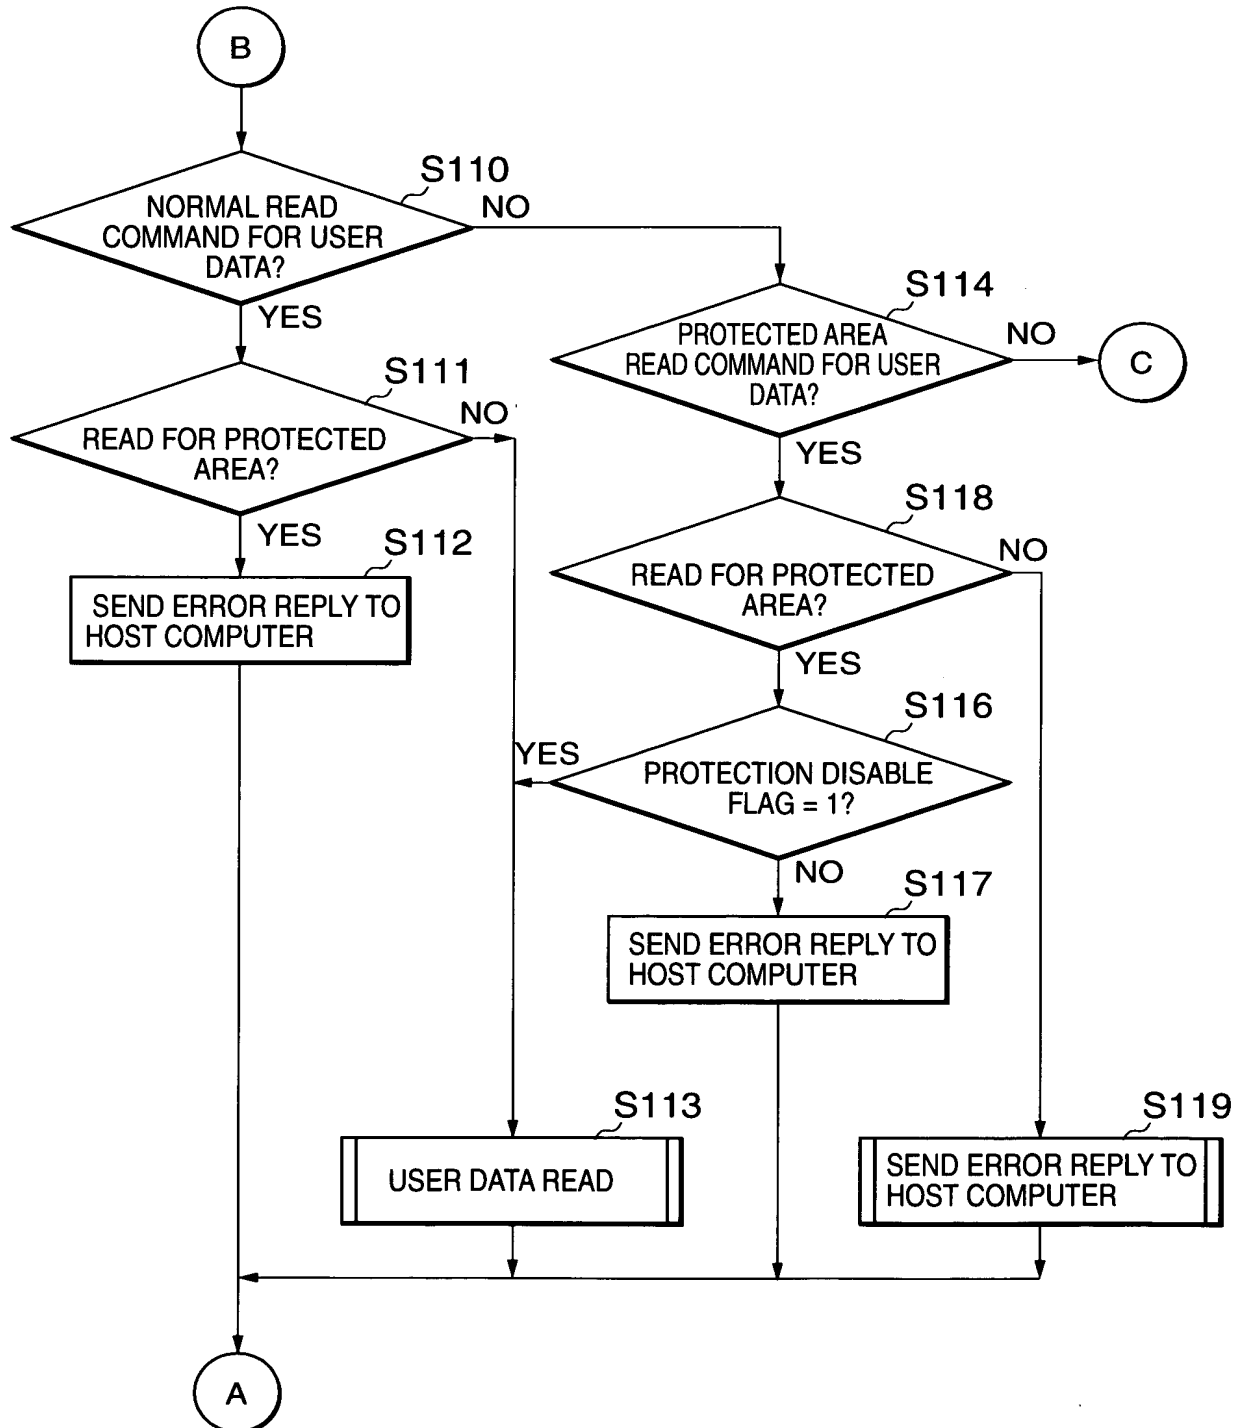 B
S110
NORMAL READ
COMMAND FOR USER
DATA?
NO
YES
S114
PROTECTED AREA
READ COMMAND FOR USER
DATA?
NO
C
YES
S111
READ FOR PROTECTED
AREA?
NO
YES
S112
SEND ERROR REPLY TO
HOST COMPUTER
S118
READ FOR PROTECTED
AREA?
NO
YES
S116
PROTECTION DISABLE
FLAG = 1?
YES
NO
S117
SEND ERROR REPLY TO
HOST COMPUTER
S113
USER DATA READ
S119
SEND ERROR REPLY TO
HOST COMPUTER
A